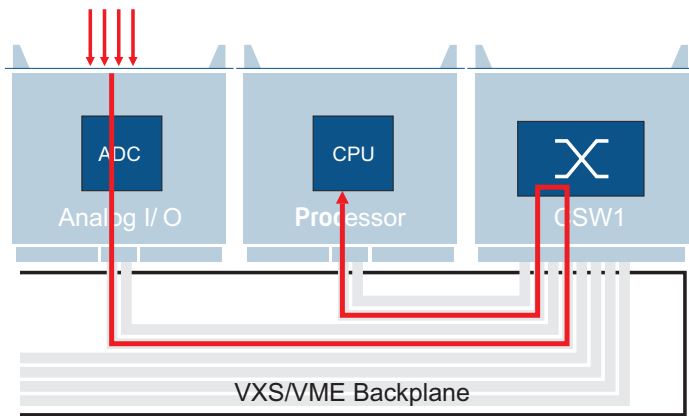 ADC
CPU
Analog I/ O
Processor
CSW1
VXS/VME Backplane